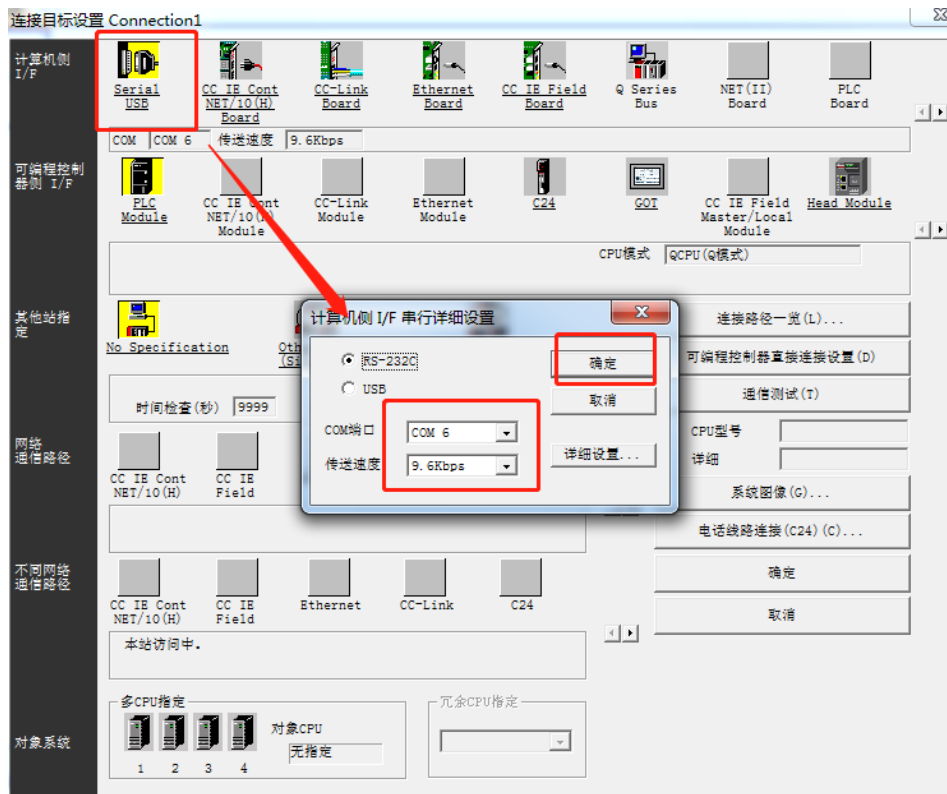 连接目标设置 Connection1
计算机侧
I/F
Serial
USB
CC IE Cont
NET/10(H)
Board
CC-Link
Board
Ethernet
Board
CC IE Field
Board
Q Series
Bus
NET(II)
Board
PLC
Board
COM
COM 6
传送速度
9.6Kbps
可编程控制
器侧 I/F
PLC
Module
CC IE Cont
NET/10(H)
Module
CC-Link
Module
Ethernet
Module
C24
GOT
CC IE Field
Master/Local
Module
Head Module
CPU模式
QCPU(Q模式)
其他站指
定
No Specification
Oth
(Si
时间检查(秒)
9999
计算机侧 I/F 串行详细设置
RS-232C
USB
COM端口
COM 6
传送速度
9.6Kbps
确定
取消
详细设置...
连接路径一览(L)...
可编程控制器直接连接设置(D)
通信测试(T)
CPU型号
详细
系统图像(G)...
电话线路连接(C24)(C)...
确定
取消
网络
通信路径
CC IE Cont
NET/10(H)
CC IE
Field
不同网络
通信路径
CC IE Cont
NET/10(H)
CC IE
Field
Ethernet
CC-Link
C24
本站访问中.
对象系统
多CPU指定
1 2 3 4
对象CPU
无指定
冗余CPU指定